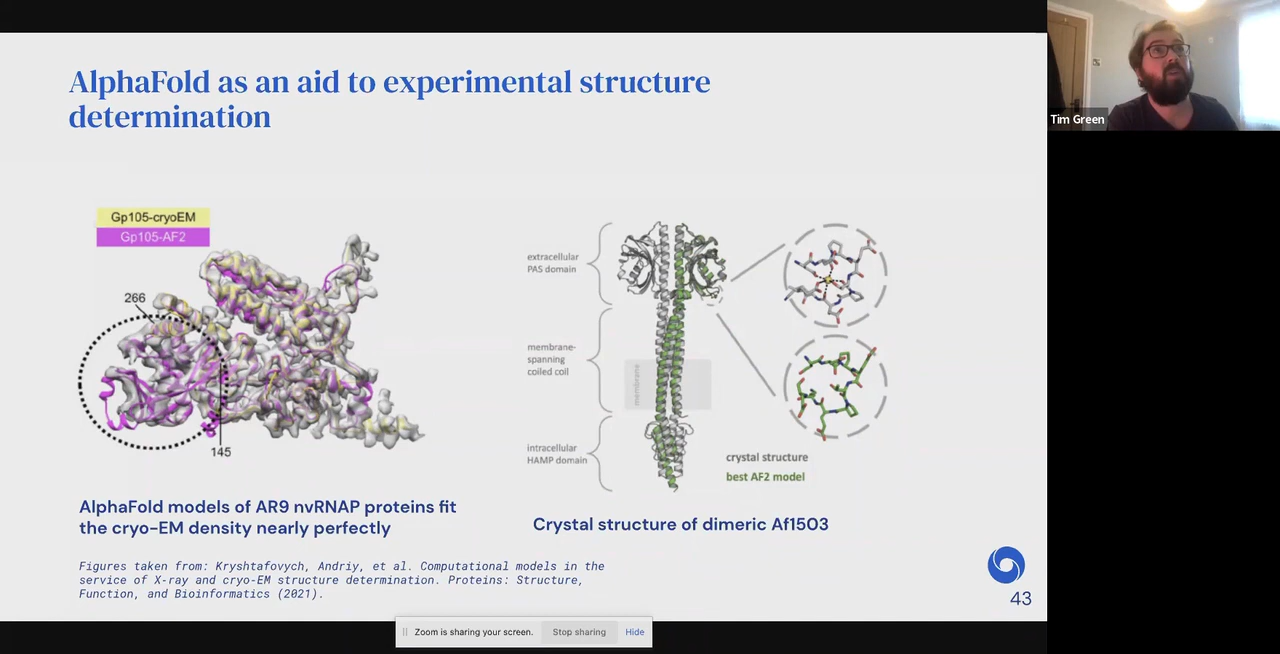 AlphaFold as an aid to experimental structure
determination
Tim Green
Gp105-cryoEM
Gp105-AF2
266
145
extracellular
PAS domain
membrane-
spanning
coiled coil
membrane
intracellular
HAMP domain
crystal structure
best AF2 model
AlphaFold models of AR9 nvRNAP proteins fit
the cryo-EM density nearly perfectly
Crystal structure of dimeric Af1503
Figures taken from: Kryshtafovych, Andriy, et al. Computational models in the
service of X-ray and cryo-EM structure determination. Proteins: Structure,
Function, and Bioinformatics (2021).
43
Zoom is sharing your screen.
Stop sharing
Hide